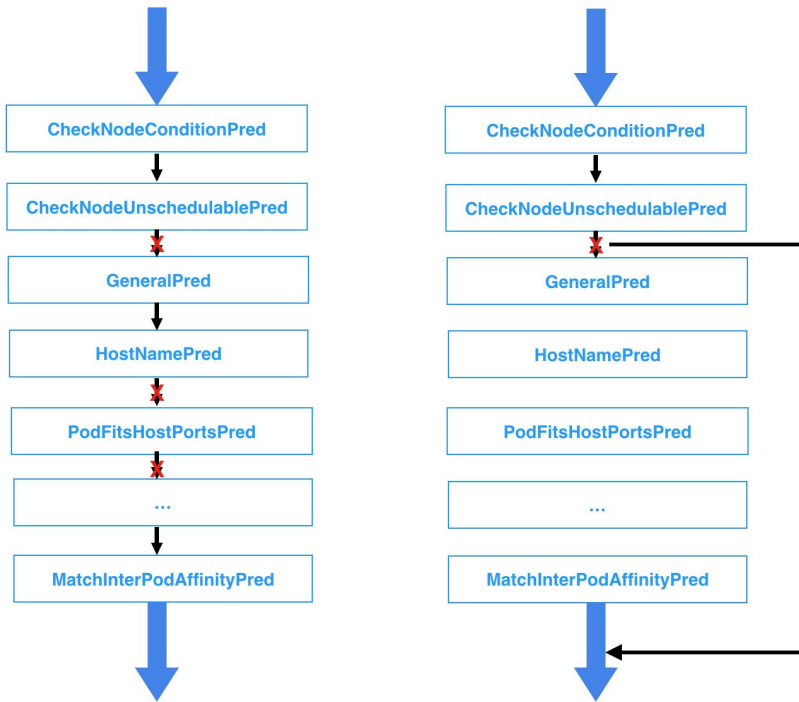 CheckNodeConditionPred
CheckNodeUnschedulablePred
X
GeneralPred
HostNamePred
X
PodFitsHostPortsPred
X
...
MatchInterPodAffinityPred
CheckNodeConditionPred
CheckNodeUnschedulablePred
X
GeneralPred
HostNamePred
PodFitsHostPortsPred
...
MatchInterPodAffinityPred